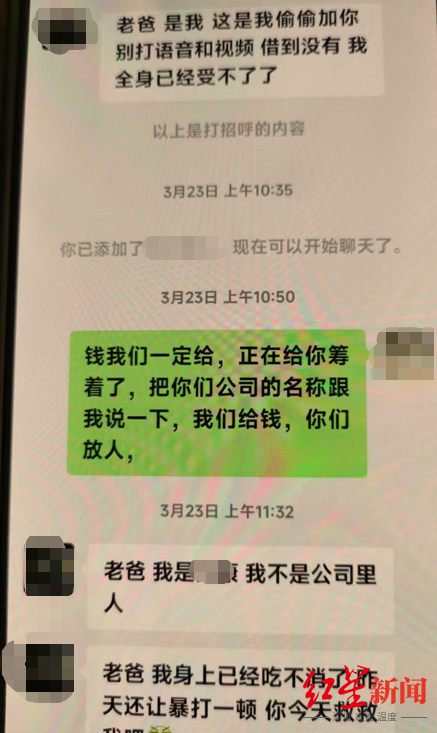 老爸 是我 这是我偷偷加你
别打语音和视频 借到没有 我
全身已经受不了了
以上是打招呼的内容
3月23日 上午10:35
你已添加了 现在可以开始聊天了。
3月23日 上午10:50
钱我们一定给，正在给你筹
着了，把你们公司的名称跟
我说一下，我们给钱，你们
放人，
3月23日 上午11:32
老爸 我是 康 我不是公司里
人
老爸 我身上已经吃不消了 昨
天还让暴打一顿 你今天救救
我吧
红星新闻
温度